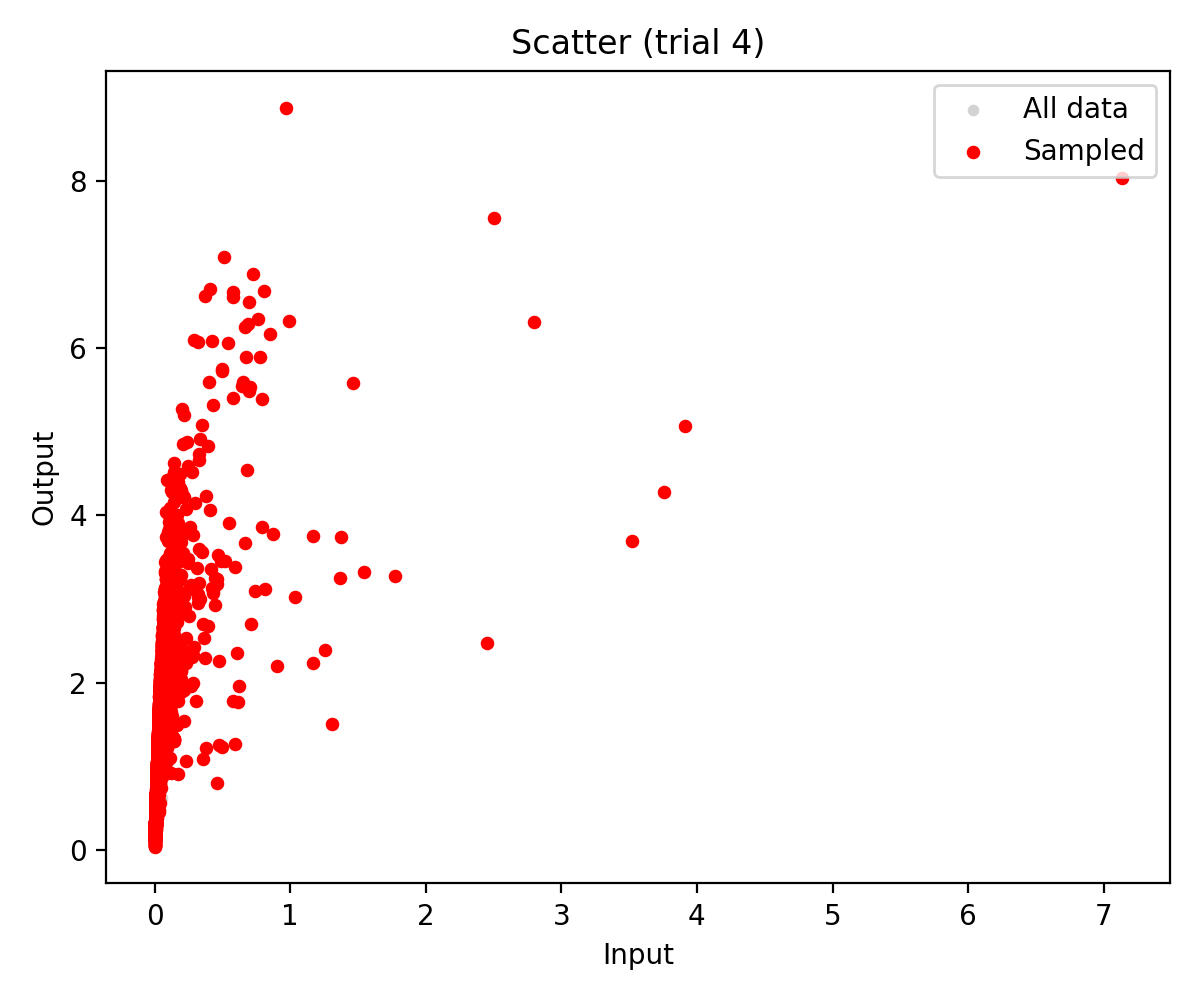 Scatter (trial 4)
All data
Sampled
8
6
4
2
0
Output
0 1 2 3 4 5 6 7
Input